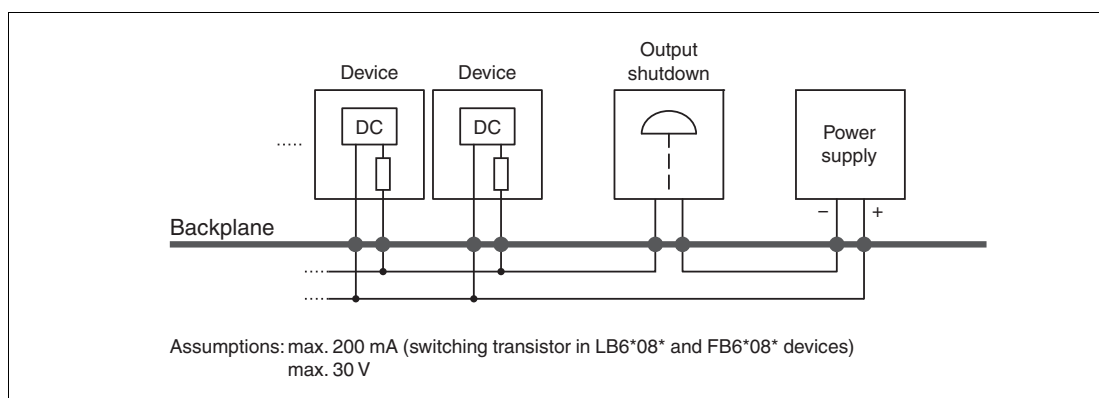 Output
shutdown
Device
Device
DC
DC
Power
supply
.....
− +
Backplane
.....
.....
Assumptions: max. 200 mA (switching transistor in LB6*08* and FB6*08* devices)
max. 30 V